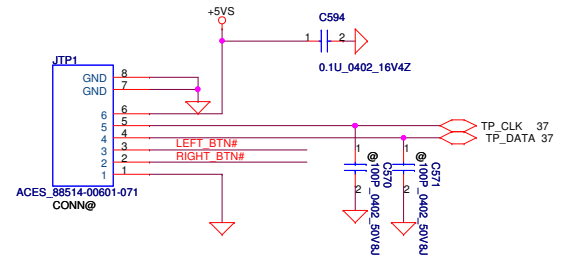 +5VS
C594
1 2
0.1U_0402_16V4Z
JTP1
GND 8
GND 7
6 6
5 5
4 4
3 3 LEFT_BTN#
2 2 RIGHT_BTN#
1 1
ACES_88514-00601-071
CONN@
TP_CLK 37
TP_DATA 37
1
2
@
100P_0402_50V8J
C570
1
2
@
100P_0402_50V8J
C571